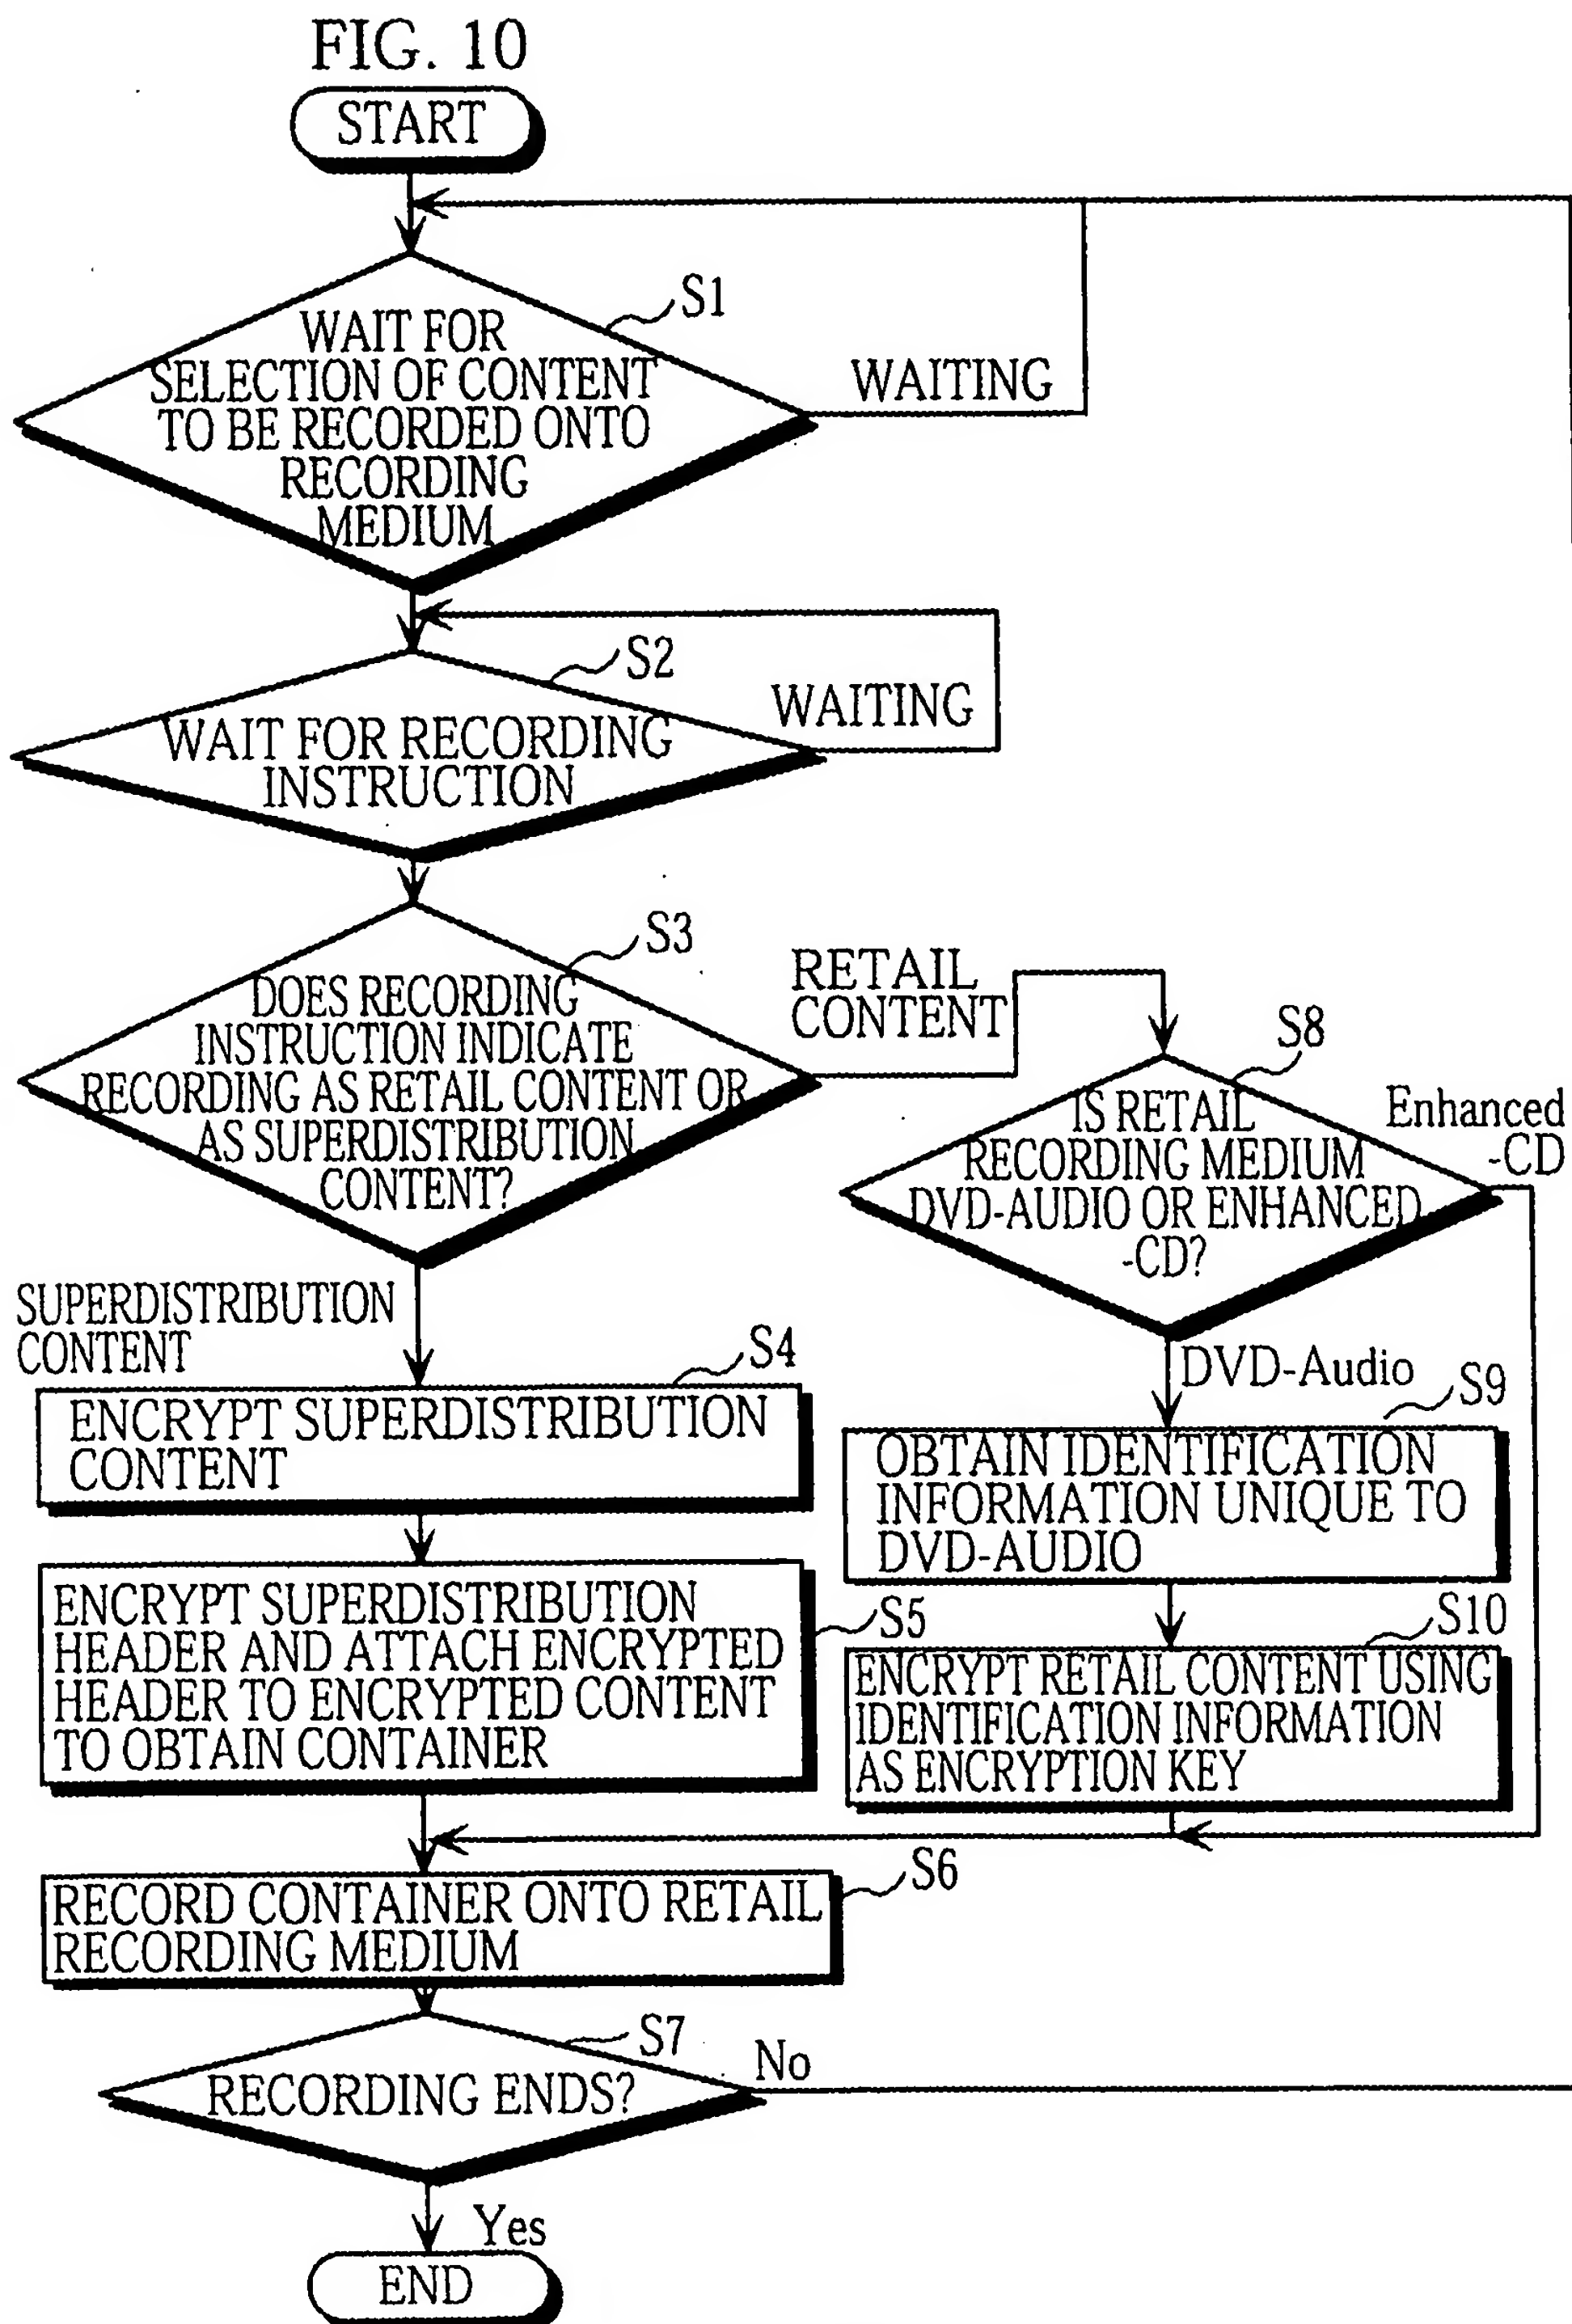 FIG. 10
START
S1
WAIT FOR
SELECTION OF CONTENT
TO BE RECORDED ONTO
RECORDING
MEDIUM
WAITING
S2
WAIT FOR RECORDING
INSTRUCTION
WAITING
S3
DOES RECORDING
INSTRUCTION INDICATE
RECORDING AS RETAIL CONTENT OR
AS SUPERDISTRIBUTION
CONTENT?
RETAIL
CONTENT
S8
IS RETAIL
RECORDING MEDIUM
DVD-AUDIO OR ENHANCED
-CD?
Enhanced
-CD
SUPERDISTRIBUTION
CONTENT
S4
ENCRYPT SUPERDISTRIBUTION
CONTENT
DVD-Audio
S9
OBTAIN IDENTIFICATION
INFORMATION UNIQUE TO
DVD-AUDIO
ENCRYPT SUPERDISTRIBUTION
HEADER AND ATTACH ENCRYPTED
HEADER TO ENCRYPTED CONTENT
TO OBTAIN CONTAINER
S5
S10
ENCRYPT RETAIL CONTENT USING
IDENTIFICATION INFORMATION
AS ENCRYPTION KEY
S6
RECORD CONTAINER ONTO RETAIL
RECORDING MEDIUM
S7
RECORDING ENDS?
No
Yes
END